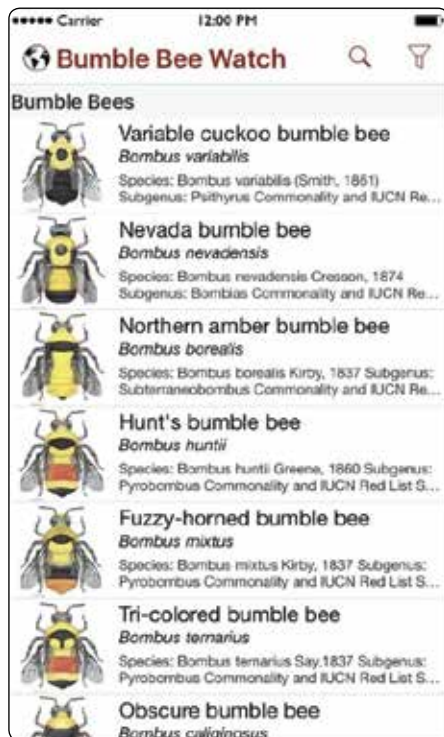 Carrier 12:00 PM
Bumble Bee Watch
Bumble Bees
Variable cuckoo bumble bee
Bombus variabilis
Species: Bombus variabilis (Smith, 1861)
Subgenus: Psithyrus Commonality and IUCN Re...
Nevada bumble bee
Bombus nevadensis
Species: Bombus nevadensis Cresson, 1874
Subgenus: Bombias Commonality and IUCN Re...
Northern amber bumble bee
Bombus borealis
Species: Bombus borealis Kirby, 1837 Subgenus:
Subterraneobombus Commonality and IUCN Re...
Hunt's bumble bee
Bombus huntii
Species: Bombus huntii Greene, 1860 Subgenus:
Pyrobombus Commonality and IUCN Red List S...
Fuzzy-horned bumble bee
Bombus mixtus
Species: Bombus mixtus Kirby, 1837 Subgenus:
Pyrobombus Commonality and IUCN Red List S...
Tri-colored bumble bee
Bombus ternarius
Species: Bombus ternarius Say,1837 Subgenus:
Pyrobombus Commonality and IUCN Red List S...
Obscure bumble bee
Bombus caliginosus